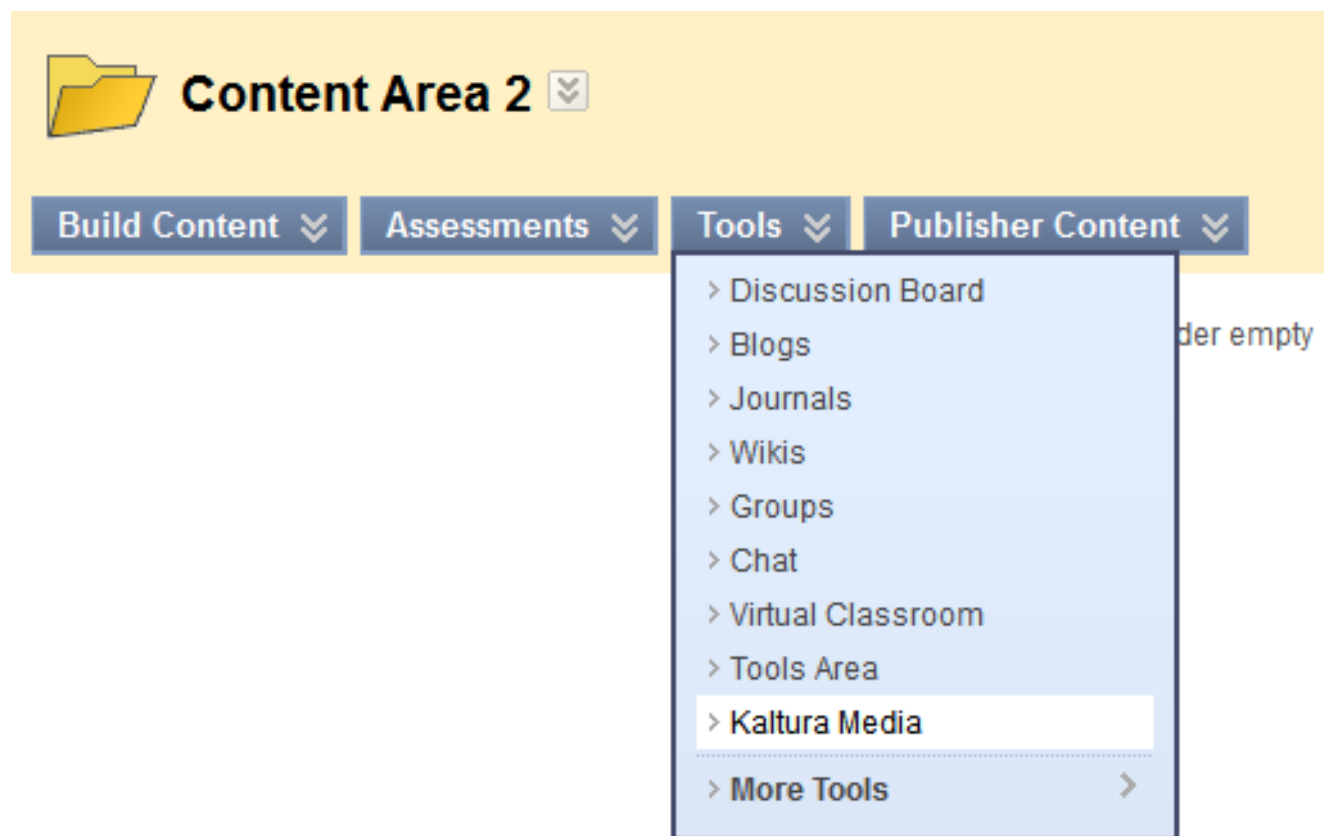 Content Area 2
Build Content Assessments Tools Publisher Content
Discussion Board
der empty
Blogs
Journals
Wikis
Groups
Chat
Virtual Classroom
Tools Area
Kaltura Media
More Tools